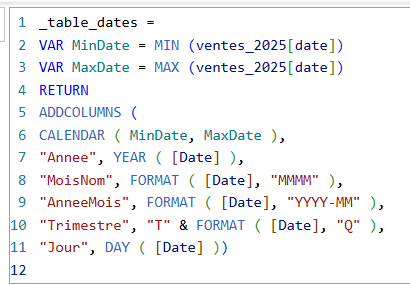 1 _table_dates =
2 VAR MinDate = MIN (ventes_2025[date])
3 VAR MaxDate = MAX (ventes_2025[date])
4 RETURN
5 ADDCOLUMNS (
6 CALENDAR ( MinDate, MaxDate ),
7 "Annee", YEAR ( [Date] ),
8 "MoisNom", FORMAT ( [Date], "MMMM" ),
9 "AnneeMois", FORMAT ( [Date], "YYYY-MM" ),
10 "Trimestre", "T" & FORMAT ( [Date], "Q" ),
11 "Jour", DAY ( [Date] ))
12